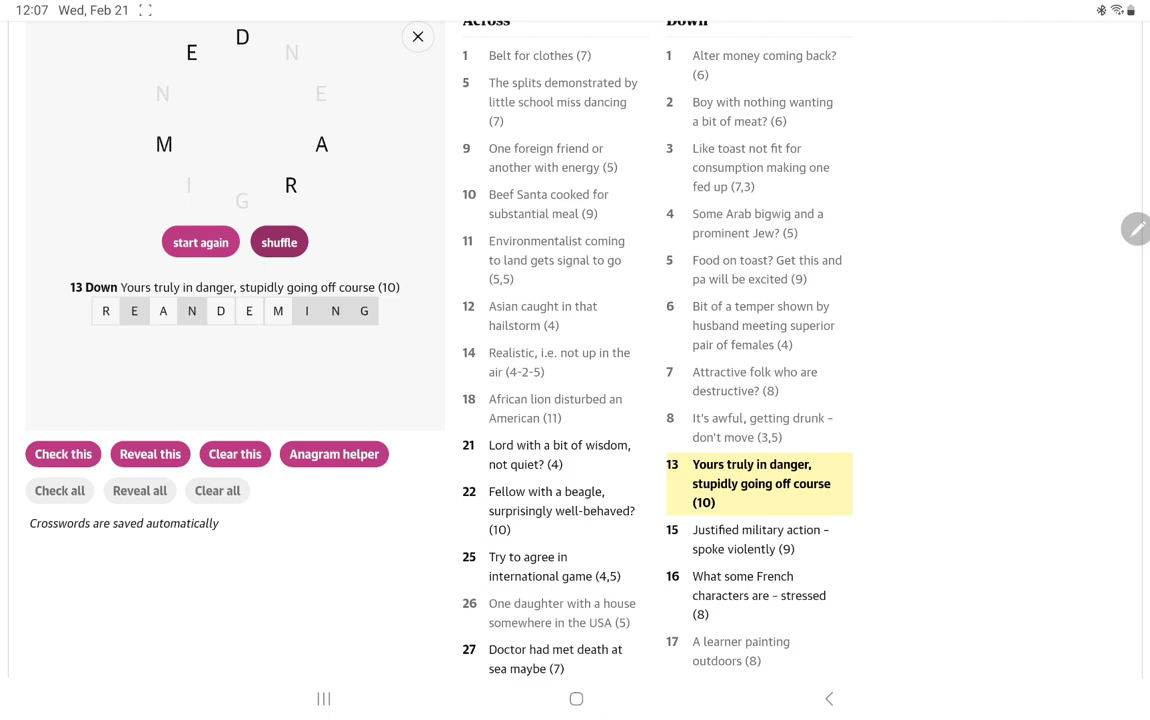 12:07 Wed, Feb 21
Across
1 Belt for clothes (7)
5 The splits demonstrated by
little school miss dancing
(7)
9 One foreign friend or
another with energy (5)
10 Beef Santa cooked for
substantial meal (9)
11 Environmentalist coming
to land gets signal to go
(5,5)
12 Asian caught in that
hailstorm (4)
14 Realistic, i.e. not up in the
air (4-2-5)
18 African lion disturbed an
American (11)
21 Lord with a bit of wisdom,
not quiet? (4)
22 Fellow with a beagle,
surprisingly well-behaved?
(10)
25 Try to agree in
international game (4,5)
26 One daughter with a house
somewhere in the USA (5)
27 Doctor had met death at
sea maybe (7)
Down
1 Alter money coming back?
(6)
2 Boy with nothing wanting
a bit of meat? (6)
3 Like toast not fit for
consumption making one
fed up (7,3)
4 Some Arab bigwig and a
prominent Jew? (5)
5 Food on toast? Get this and
pa will be excited (9)
6 Bit of a temper shown by
husband meeting superior
pair of females (4)
7 Attractive folk who are
destructive? (8)
8 It's awful, getting drunk –
don't move (3,5)
13 Yours truly in danger,
stupidly going off course
(10)
15 Justified military action –
spoke violently (9)
16 What some French
characters are – stressed
(8)
17 A learner painting
outdoors (8)
D
E N
N E
M A
I R
G
start again shuffle
13 Down Yours truly in danger, stupidly going off course (10)
R E A N D E M I N G
Check this Reveal this Clear this Anagram helper
Check all Reveal all Clear all
Crosswords are saved automatically